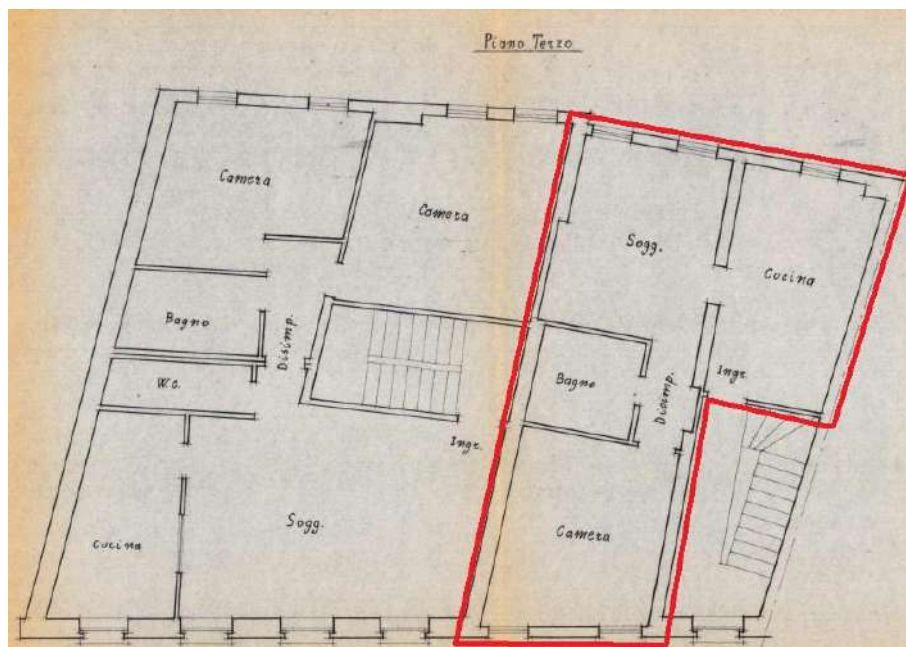 Piano Terzo
Camera
Camera
Sogg.
Cucina
Bagno
Disimp.
W.C.
Bagno
Disimp.
Ingr.
Ingr.
Sogg.
Camera
Cucina